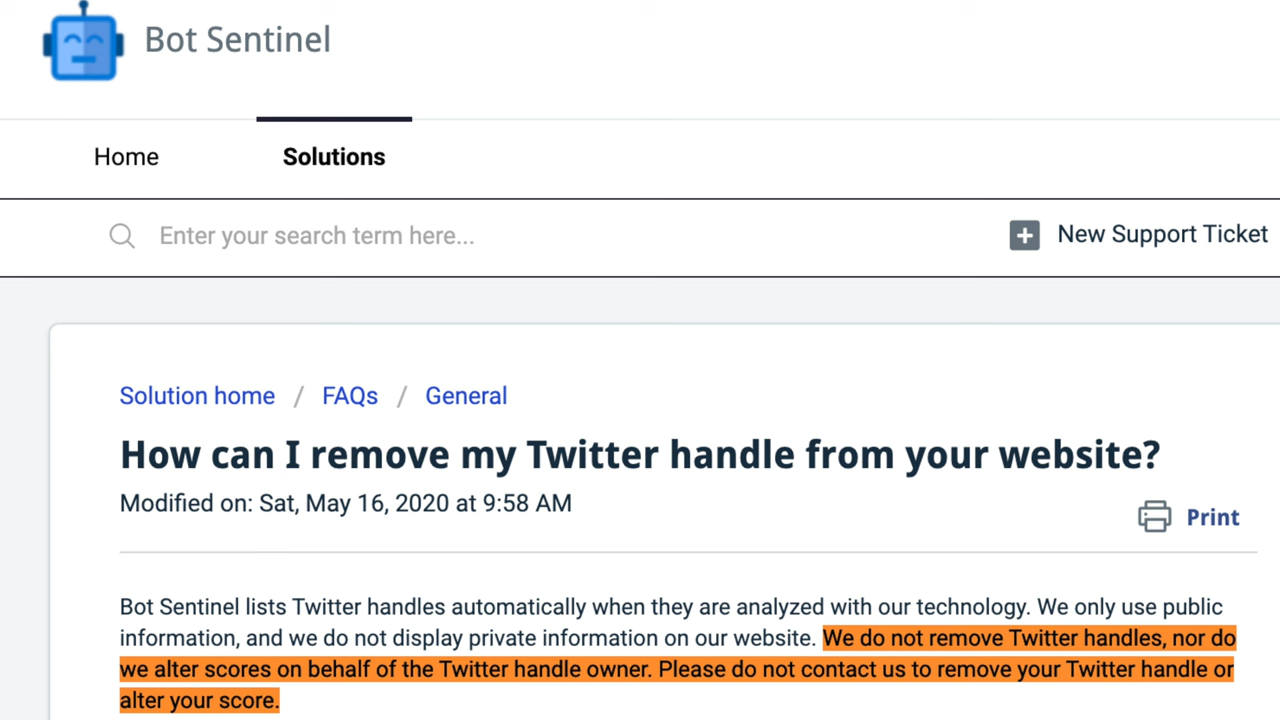 Bot Sentinel
Home Solutions
Enter your search term here... New Support Ticket
Solution home / FAQs / General
How can I remove my Twitter handle from your website?
Modified on: Sat, May 16, 2020 at 9:58 AM
Print
Bot Sentinel lists Twitter handles automatically when they are analyzed with our technology. We only use public
information, and we do not display private information on our website. We do not remove Twitter handles, nor do
we alter scores on behalf of the Twitter handle owner. Please do not contact us to remove your Twitter handle or
alter your score.